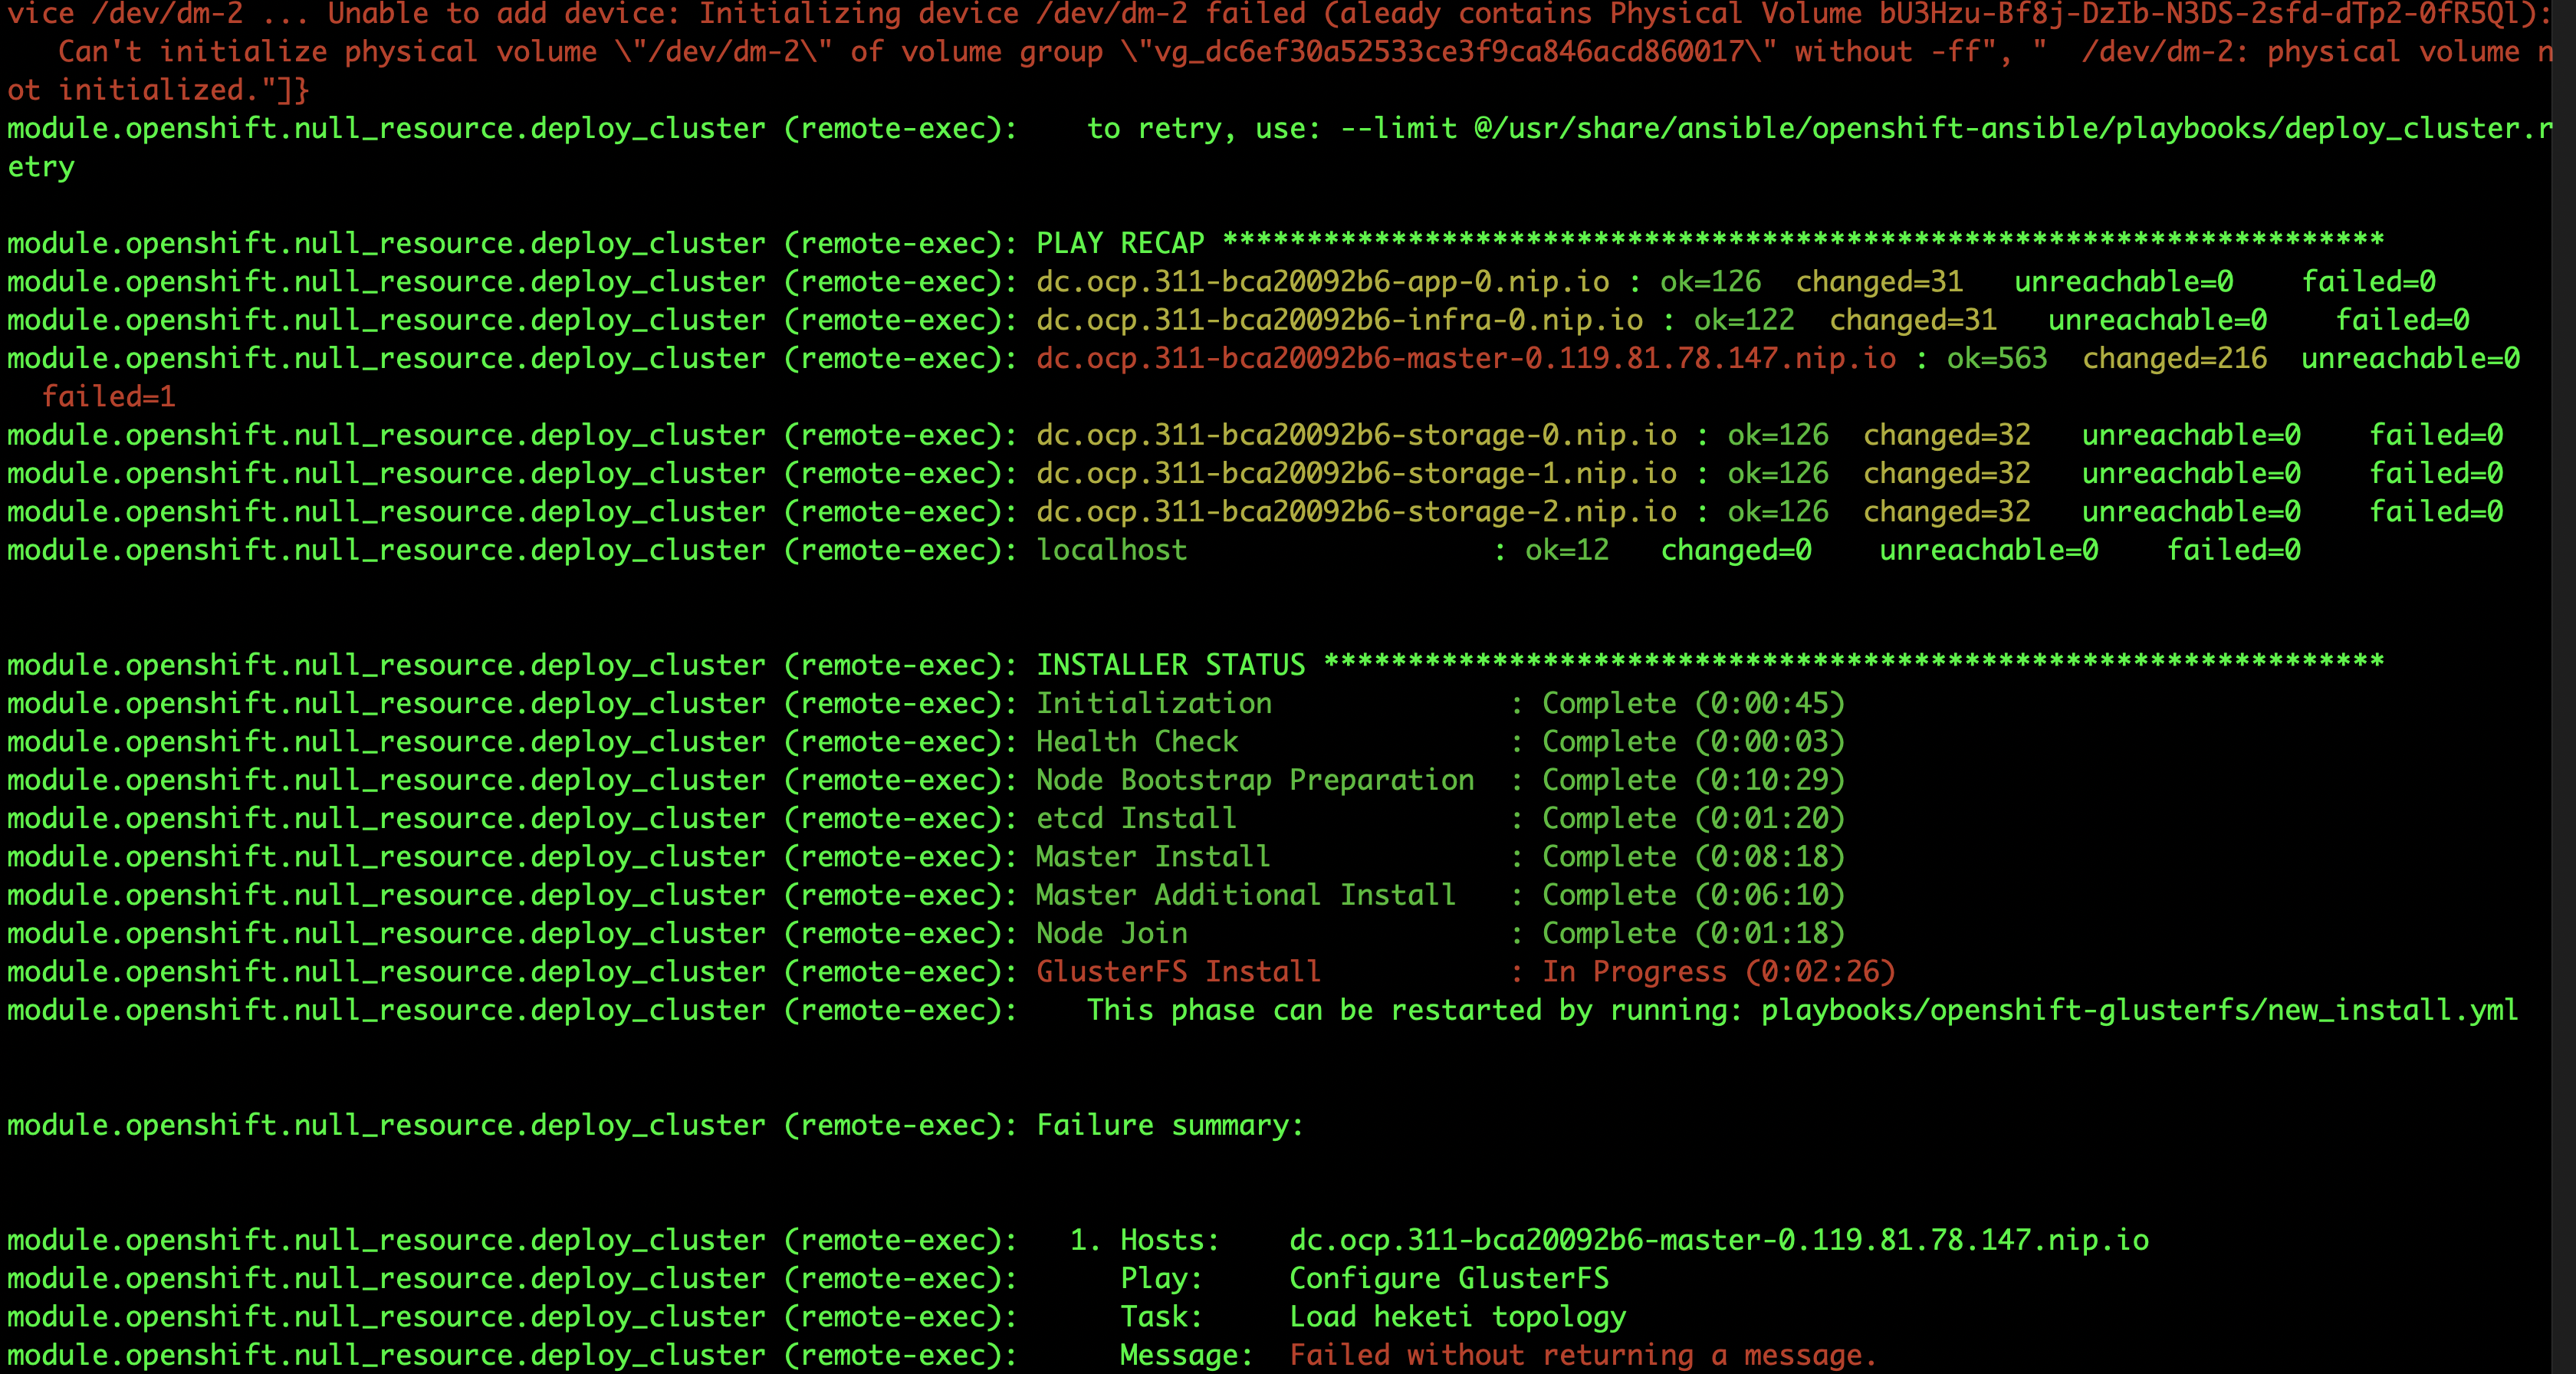 vice /dev/dm-2 ... Unable to add device: Initializing device /dev/dm-2 failed (aleady contains Physical Volume bU3Hzu-Bf8j-DzIb-N3DS-2sfd-dTp2-0fR5Ql):
   Can't initialize physical volume \"/dev/dm-2\" of volume group \"vg_dc6ef30a52533ce3f9ca846acd860017\" without -ff", "  /dev/dm-2: physical volume n
ot initialized."]}
module.openshift.null_resource.deploy_cluster (remote-exec):    to retry, use: --limit @/usr/share/ansible/openshift-ansible/playbooks/deploy_cluster.r
etry
module.openshift.null_resource.deploy_cluster (remote-exec): PLAY RECAP *********************************************************************
module.openshift.null_resource.deploy_cluster (remote-exec): dc.ocp.311-bca20092b6-app-0.nip.io : ok=126  changed=31   unreachable=0    failed=0
module.openshift.null_resource.deploy_cluster (remote-exec): dc.ocp.311-bca20092b6-infra-0.nip.io : ok=122  changed=31   unreachable=0    failed=0
module.openshift.null_resource.deploy_cluster (remote-exec): dc.ocp.311-bca20092b6-master-0.119.81.78.147.nip.io : ok=563  changed=216  unreachable=0
  failed=1
module.openshift.null_resource.deploy_cluster (remote-exec): dc.ocp.311-bca20092b6-storage-0.nip.io : ok=126  changed=32   unreachable=0    failed=0
module.openshift.null_resource.deploy_cluster (remote-exec): dc.ocp.311-bca20092b6-storage-1.nip.io : ok=126  changed=32   unreachable=0    failed=0
module.openshift.null_resource.deploy_cluster (remote-exec): dc.ocp.311-bca20092b6-storage-2.nip.io : ok=126  changed=32   unreachable=0    failed=0
module.openshift.null_resource.deploy_cluster (remote-exec): localhost                  : ok=12   changed=0    unreachable=0    failed=0
module.openshift.null_resource.deploy_cluster (remote-exec): INSTALLER STATUS ***************************************************************
module.openshift.null_resource.deploy_cluster (remote-exec): Initialization              : Complete (0:00:45)
module.openshift.null_resource.deploy_cluster (remote-exec): Health Check                : Complete (0:00:03)
module.openshift.null_resource.deploy_cluster (remote-exec): Node Bootstrap Preparation  : Complete (0:10:29)
module.openshift.null_resource.deploy_cluster (remote-exec): etcd Install                : Complete (0:01:20)
module.openshift.null_resource.deploy_cluster (remote-exec): Master Install              : Complete (0:08:18)
module.openshift.null_resource.deploy_cluster (remote-exec): Master Additional Install   : Complete (0:06:10)
module.openshift.null_resource.deploy_cluster (remote-exec): Node Join                   : Complete (0:01:18)
module.openshift.null_resource.deploy_cluster (remote-exec): GlusterFS Install           : In Progress (0:02:26)
module.openshift.null_resource.deploy_cluster (remote-exec):    This phase can be restarted by running: playbooks/openshift-glusterfs/new_install.yml
module.openshift.null_resource.deploy_cluster (remote-exec): Failure summary:
module.openshift.null_resource.deploy_cluster (remote-exec):   1. Hosts:    dc.ocp.311-bca20092b6-master-0.119.81.78.147.nip.io
module.openshift.null_resource.deploy_cluster (remote-exec):      Play:     Configure GlusterFS
module.openshift.null_resource.deploy_cluster (remote-exec):      Task:     Load heketi topology
module.openshift.null_resource.deploy_cluster (remote-exec):      Message:  Failed without returning a message.